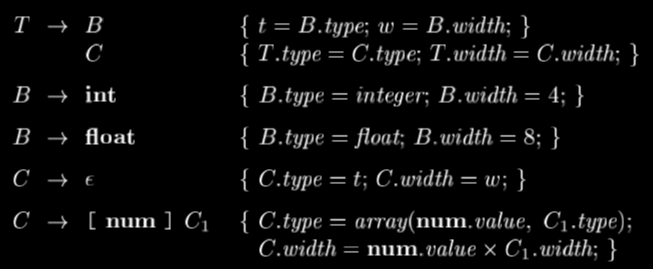 T → B { t = B.type; w = B.width; }
C { T.type = C.type; T.width = C.width; }
B → int { B.type = integer; B.width = 4; }
B → float { B.type = float; B.width = 8; }
C → ϵ { C.type = t; C.width = w; }
C → [ num ] C₁ { C.type = array(num.value, C₁.type);
C.width = num.value × C₁.width; }